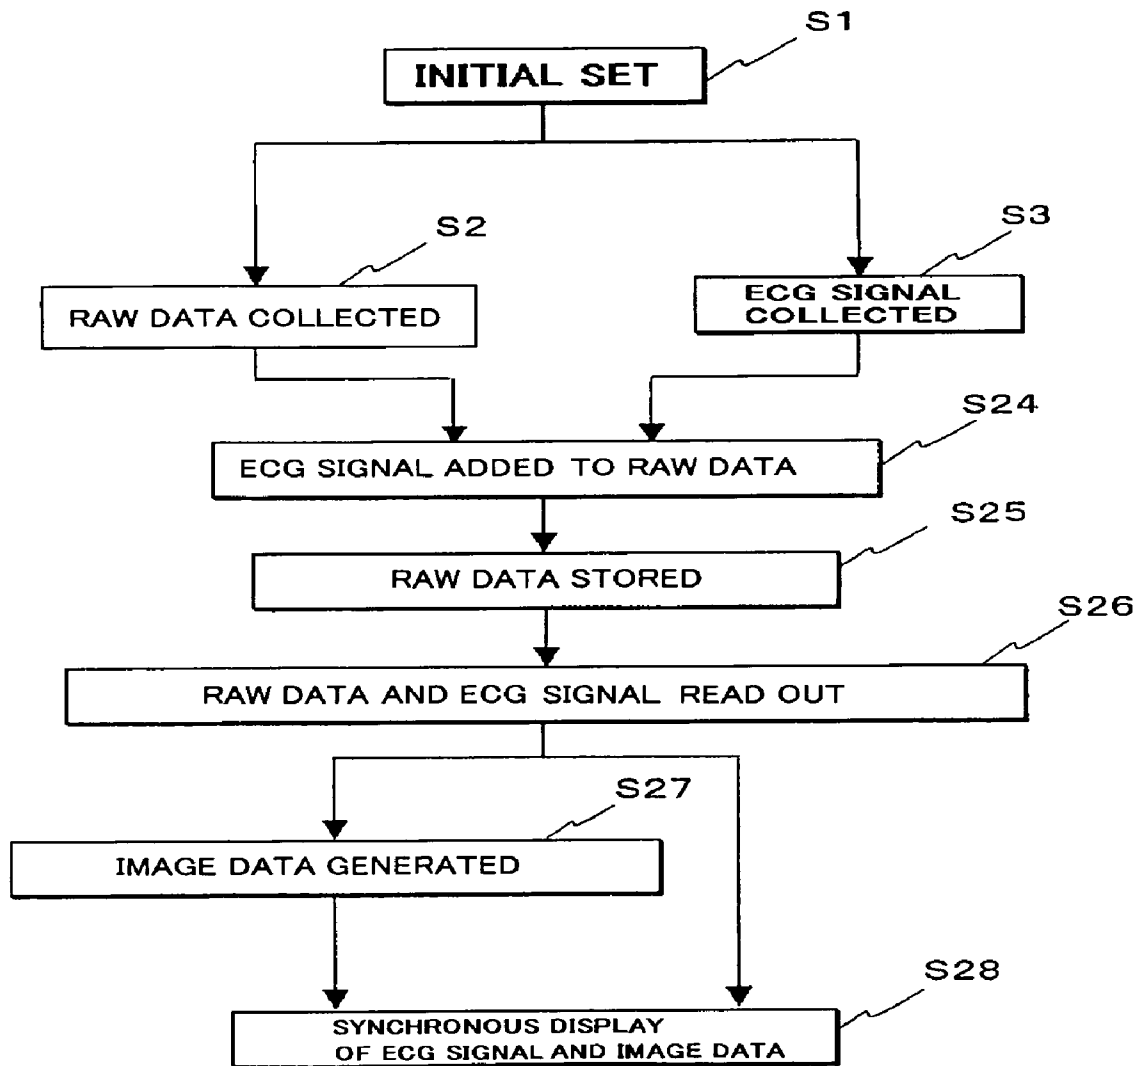 S1
INITIAL SET
S2
S3
RAW DATA COLLECTED
ECG SIGNAL
COLLECTED
S24
ECG SIGNAL ADDED TO RAW DATA
S25
RAW DATA STORED
S26
RAW DATA AND ECG SIGNAL READ OUT
S27
IMAGE DATA GENERATED
S28
SYNCHRONOUS DISPLAY
OF ECG SIGNAL AND IMAGE DATA